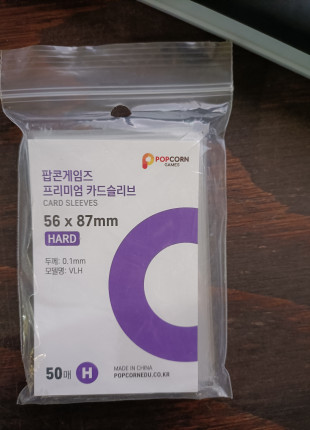 POPCORN
GAMES
팝콘게임즈
프리미엄 카드슬리브
CARD SLEEVES
56 x 87mm
HARD
두께: 0.1mm
모델명: VI.H
50매 H
MADE IN CHINA
POPCORNEDU.CO.KR